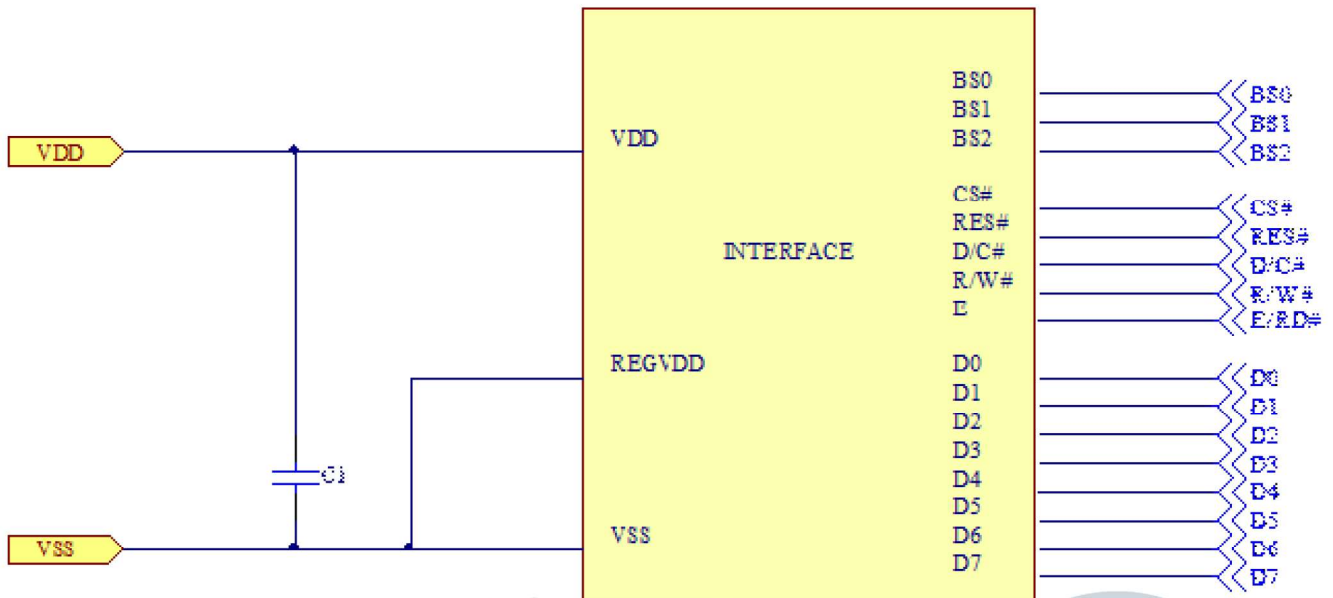 BS0 BS0
BS1 BS1
VDD VDD BS2 BS2
CS# CS#
RES# RES#
INTERFACE D/C# D/C#
R/W# R/W#
E E/RD#
REGVDD D0 D0
D1 D1
D2 D2
D3 D3
C1 D4 D4
D5 D5
VSS VSS D6 D6
D7 D7